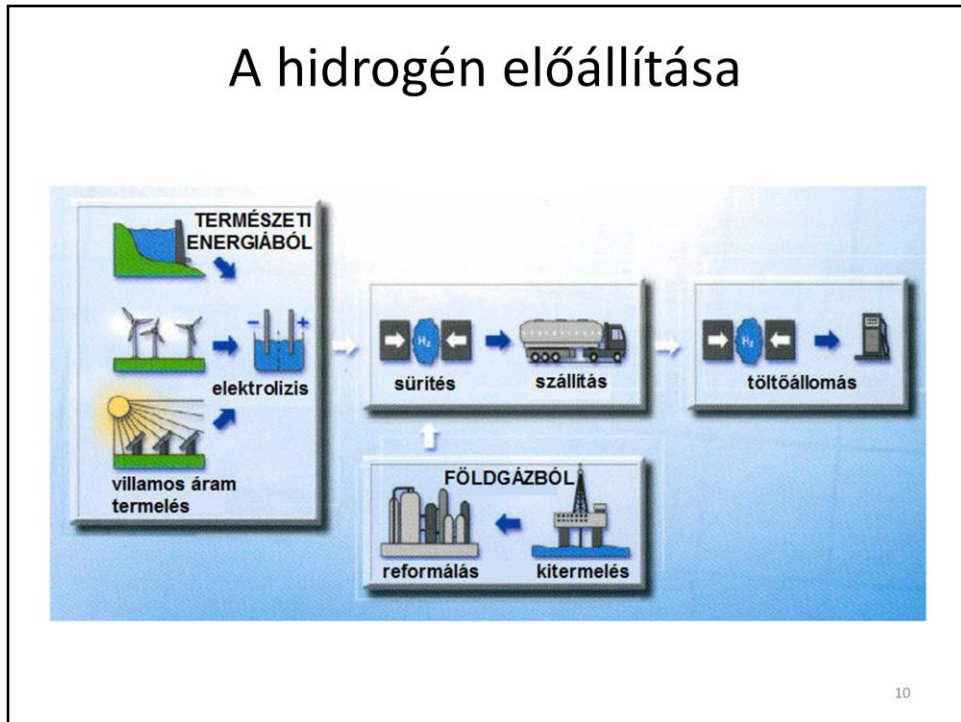 A hidrogén előállítása
TERMÉSZETI
ENERGIÁBÓL
– +
elektrolizis
villamos áram
termelés
H₂
sürítés
szállítás
H₂
töltőállomás
FÖLDGÁZBÓL
reformálás
kitermelés
10